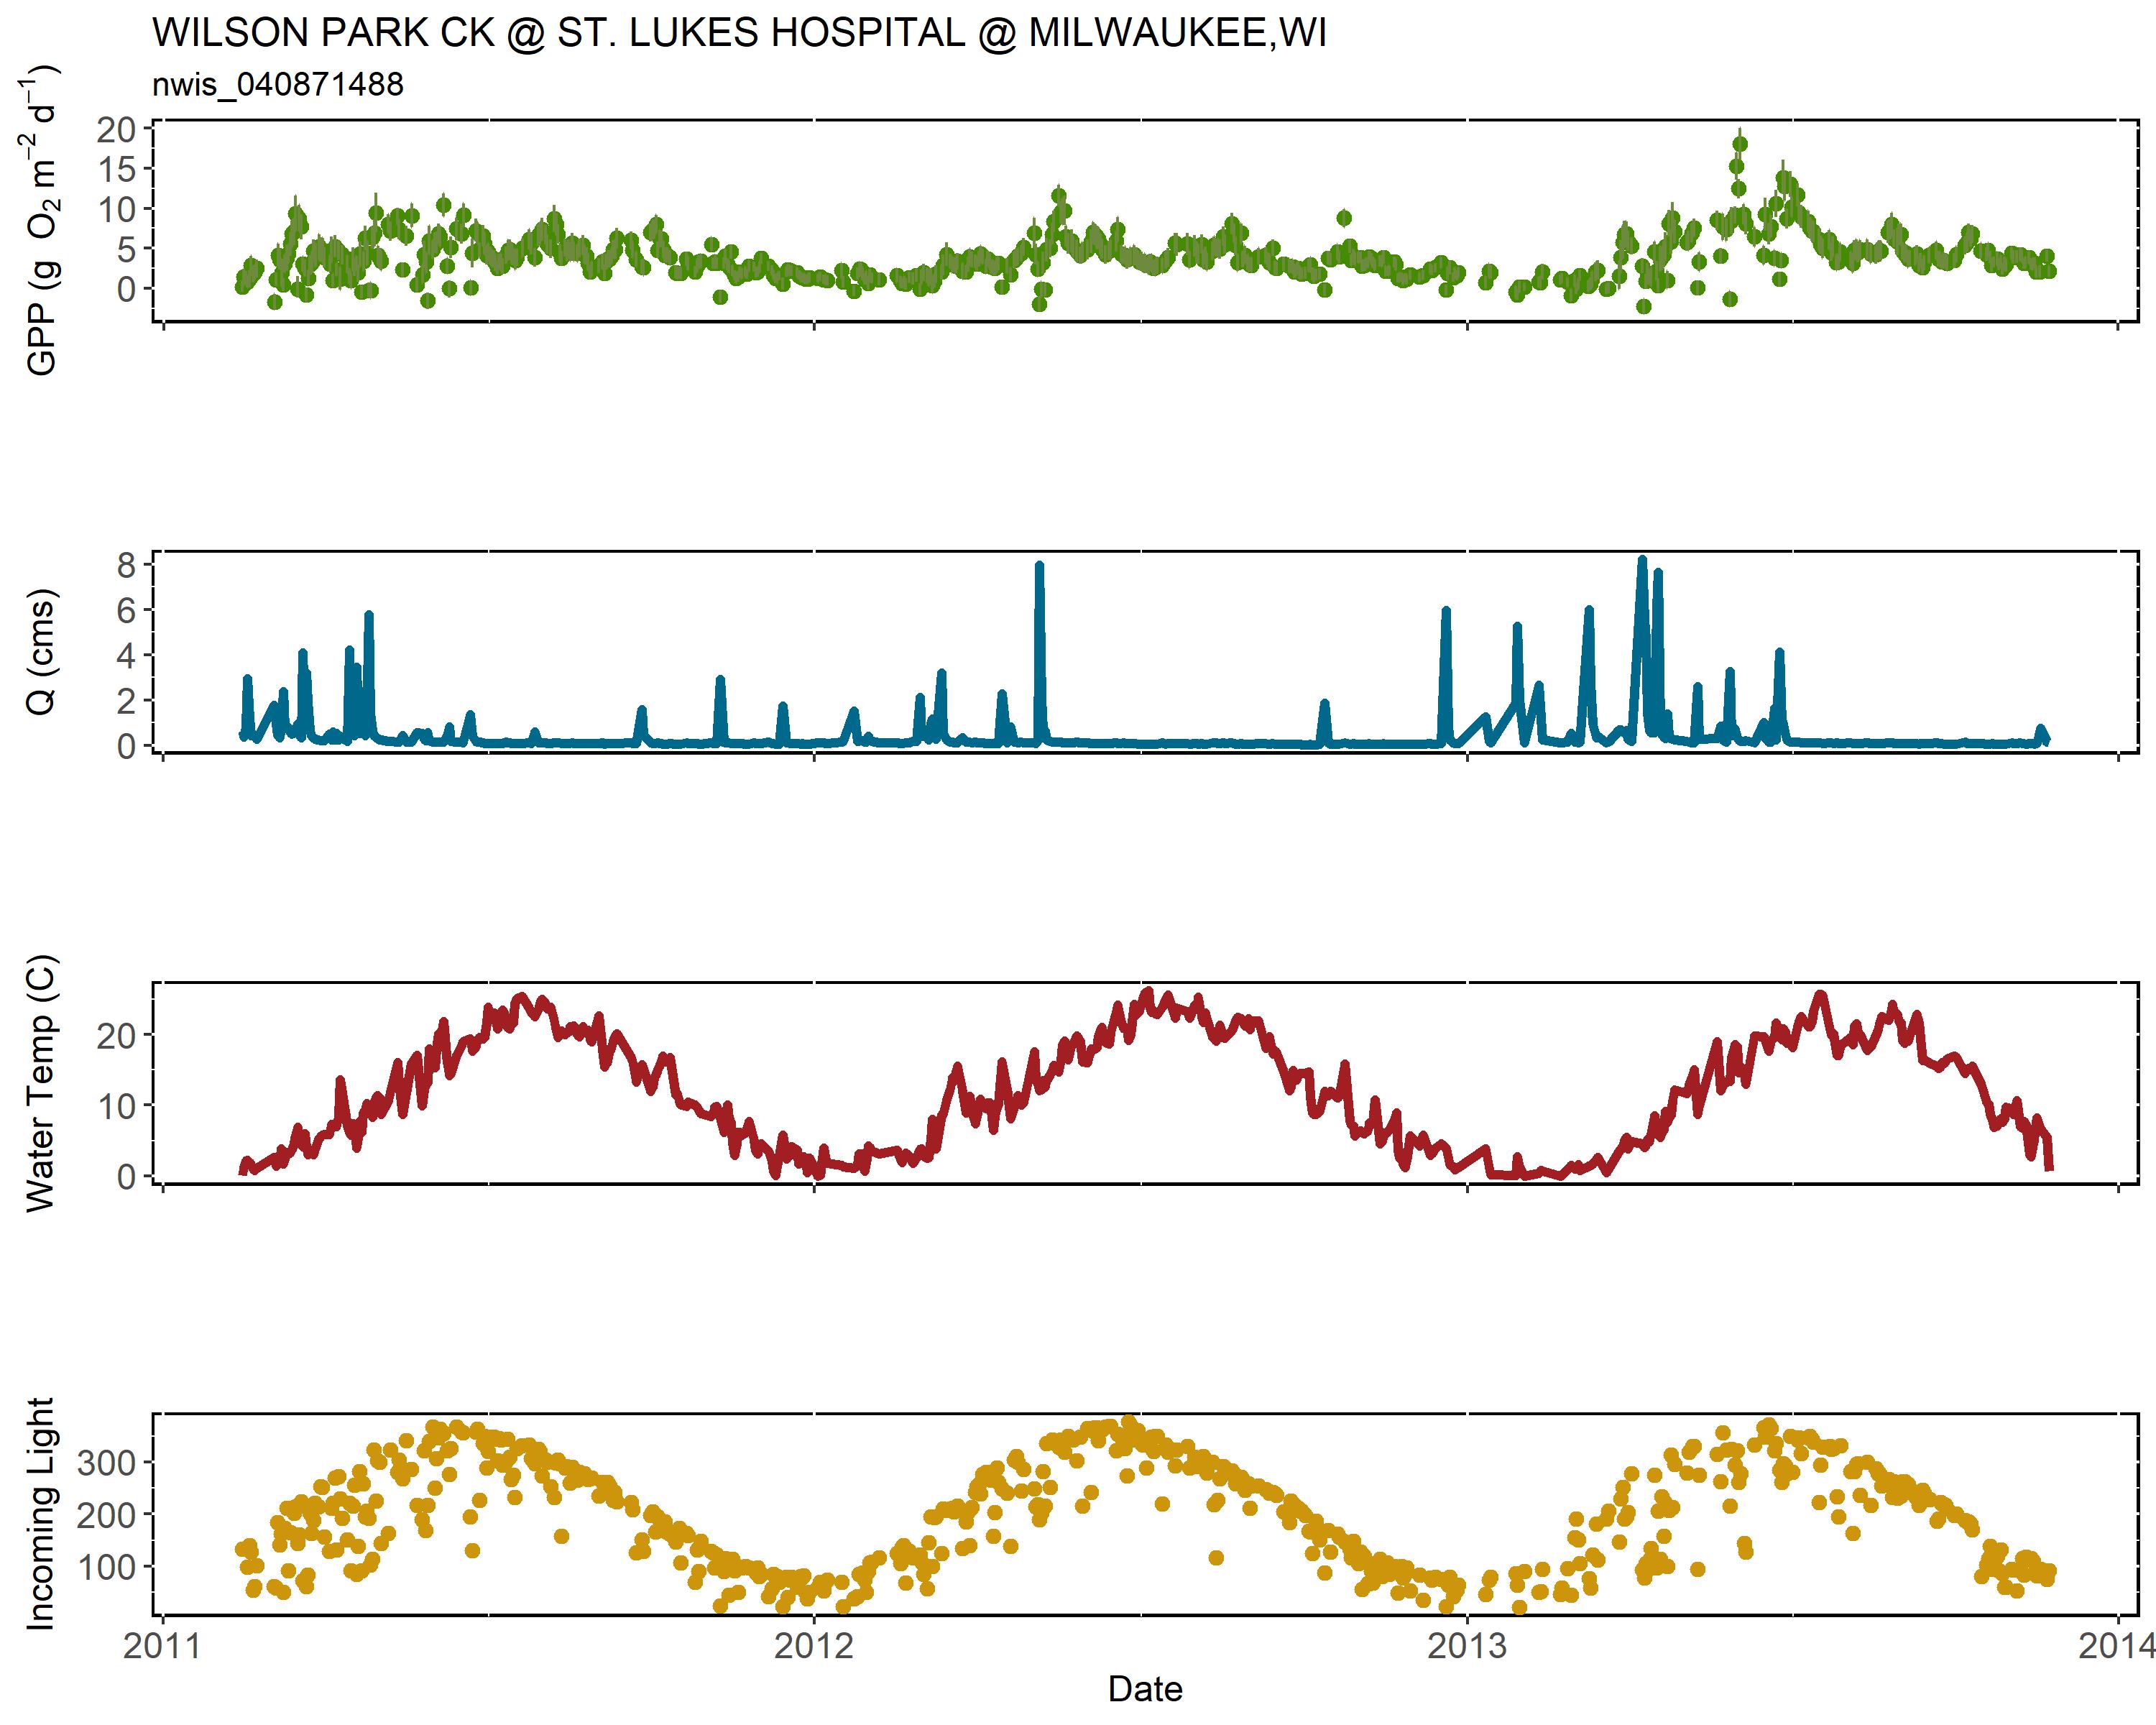 WILSON PARK CK @ ST. LUKES HOSPITAL @ MILWAUKEE,WI
nwis_040871488
GPP (g O₂ m⁻² d⁻¹)
20
15
10
5
0
Q (cms)
8
6
4
2
0
Water Temp (C)
20
10
0
Incoming Light
300
200
100
2011 2012 2013 2014
Date